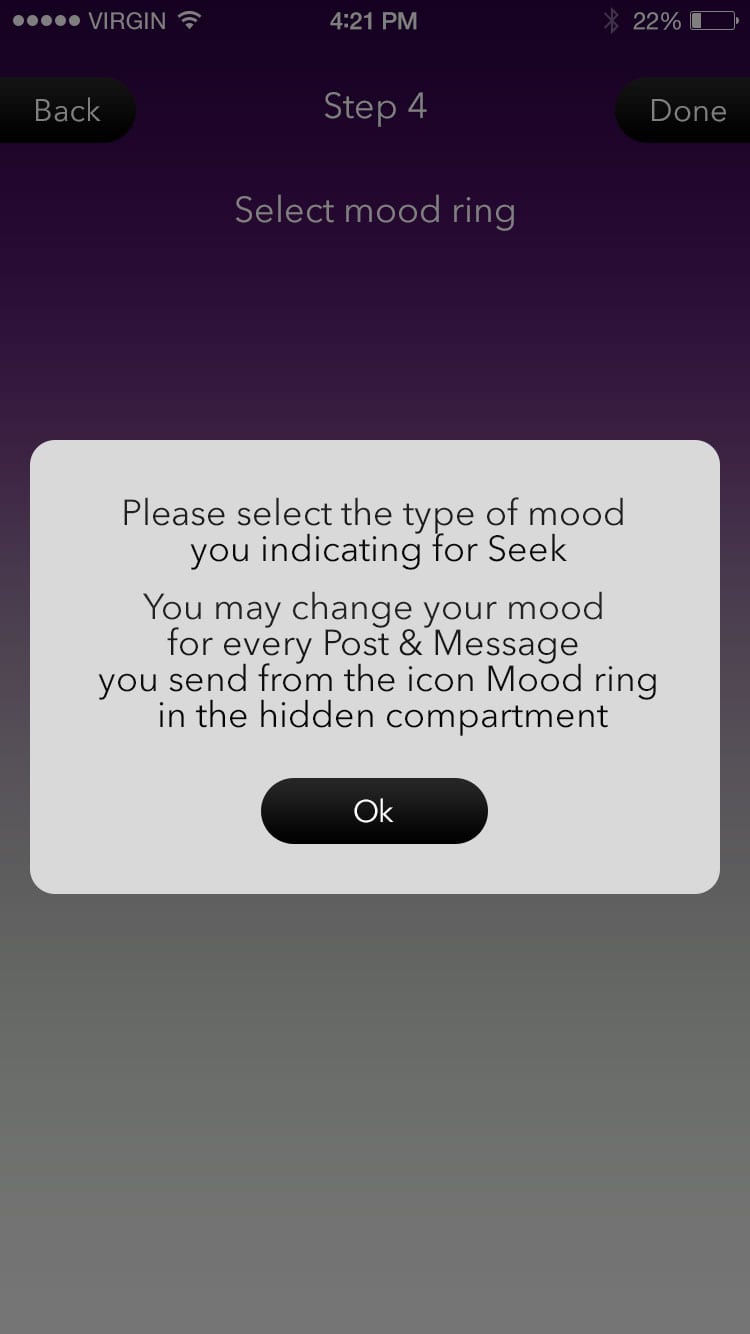 VIRGIN 4:21 PM 22%
Back Step 4 Done
Select mood ring
Please select the type of mood
you indicating for Seek
You may change your mood
for every Post & Message
you send from the icon Mood ring
in the hidden compartment
Ok